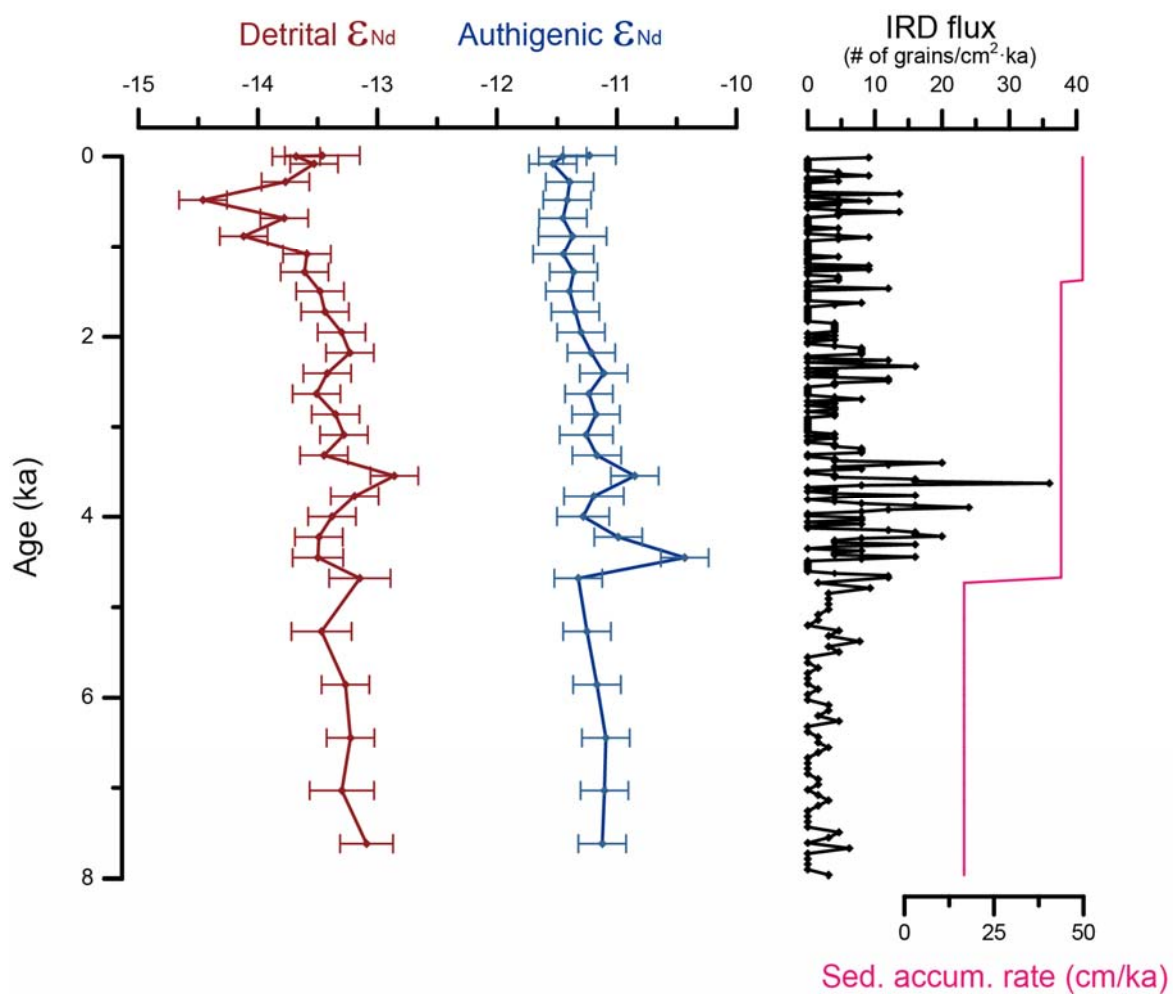 Detrital εNd
Authigenic εNd
IRD flux
(# of grains/cm²·ka)
-15 -14 -13 -12 -11 -10
0 10 20 30 40
0
2
4
6
8
Age (ka)
0 25 50
Sed. accum. rate (cm/ka)